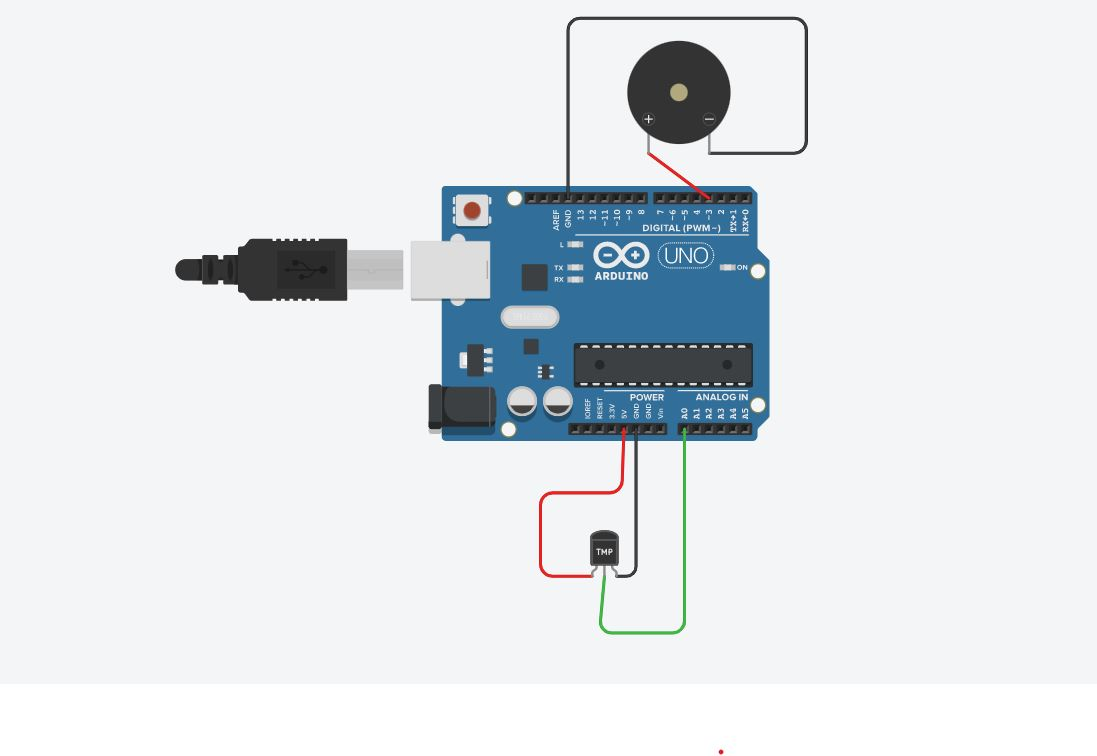 + −
AREF
GND
13
12
~11
~10
~9
8
7
~6
~5
4
~3
2
TX→1
RX←0
DIGITAL (PWM~)
L
TX
RX
UNO
ARDUINO
ON
POWER
ANALOG IN
IOREF
RESET
3.3V
5V
GND
GND
Vin
A0
A1
A2
A3
A4
A5
TMP